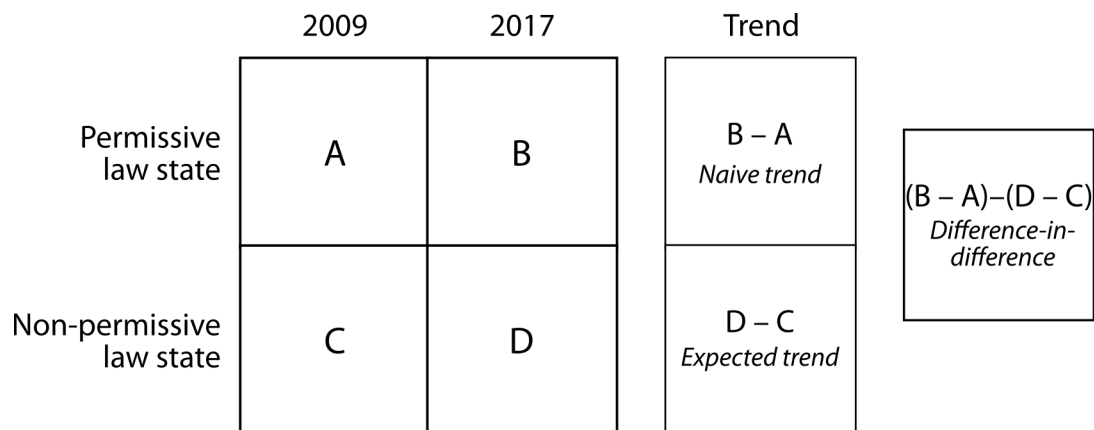 2009 2017 Trend
Permissive
law state
A B
B – A
Naive trend
(B – A)–(D – C)
Difference-in-
difference
Non-permissive
law state
C D
D – C
Expected trend